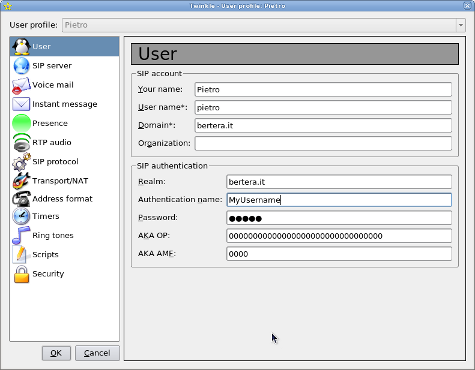 Twinkle - User profile: Pietro
User profile: Pietro
User
SIP server
Voice mail
Instant message
Presence
RTP audio
SIP protocol
Transport/NAT
Address format
Timers
Ring tones
Scripts
Security
User
SIP account
Your name: Pietro
User name*: pietro
Domain*: bertera.it
Organization:
SIP authentication
Realm: bertera.it
Authentication name: MyUsername
Password: ●●●●●
AKA OP: 00000000000000000000000000000000
AKA AMF: 0000
OK
Cancel